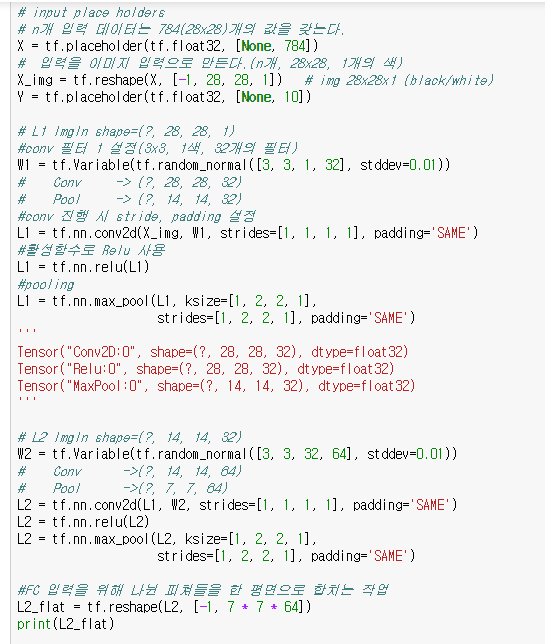 # input place holders
# n개 입력 데이터는 784(28x28)개의 값을 갖는다.
X = tf.placeholder(tf.float32, [None, 784])
#  입력을 이미지 입력으로 만든다.(n개, 28x28, 1개의 색)
X_img = tf.reshape(X, [-1, 28, 28, 1])   # img 28x28x1 (black/white)
Y = tf.placeholder(tf.float32, [None, 10])

# L1 ImgIn shape=(?, 28, 28, 1)
#conv 필터 1 설정(3x3, 1색, 32개의 필터)
W1 = tf.Variable(tf.random_normal([3, 3, 1, 32], stddev=0.01))
#    Conv     -> (?, 28, 28, 32)
#    Pool     -> (?, 14, 14, 32)
#conv 진행 시 stride, padding 설정
L1 = tf.nn.conv2d(X_img, W1, strides=[1, 1, 1, 1], padding='SAME')
#활성함수로 Relu 사용
L1 = tf.nn.relu(L1)
#pooling
L1 = tf.nn.max_pool(L1, ksize=[1, 2, 2, 1],
                    strides=[1, 2, 2, 1], padding='SAME')
'''
Tensor("Conv2D:0", shape=(?, 28, 28, 32), dtype=float32)
Tensor("Relu:0", shape=(?, 28, 28, 32), dtype=float32)
Tensor("MaxPool:0", shape=(?, 14, 14, 32), dtype=float32)
'''

# L2 ImgIn shape=(?, 14, 14, 32)
W2 = tf.Variable(tf.random_normal([3, 3, 32, 64], stddev=0.01))
#    Conv      ->(?, 14, 14, 64)
#    Pool      ->(?, 7, 7, 64)
L2 = tf.nn.conv2d(L1, W2, strides=[1, 1, 1, 1], padding='SAME')
L2 = tf.nn.relu(L2)
L2 = tf.nn.max_pool(L2, ksize=[1, 2, 2, 1],
                    strides=[1, 2, 2, 1], padding='SAME')

#FC 입력을 위해 나뉜 피쳐들을 한 평면으로 합치는 작업
L2_flat = tf.reshape(L2, [-1, 7 * 7 * 64])
print(L2_flat)